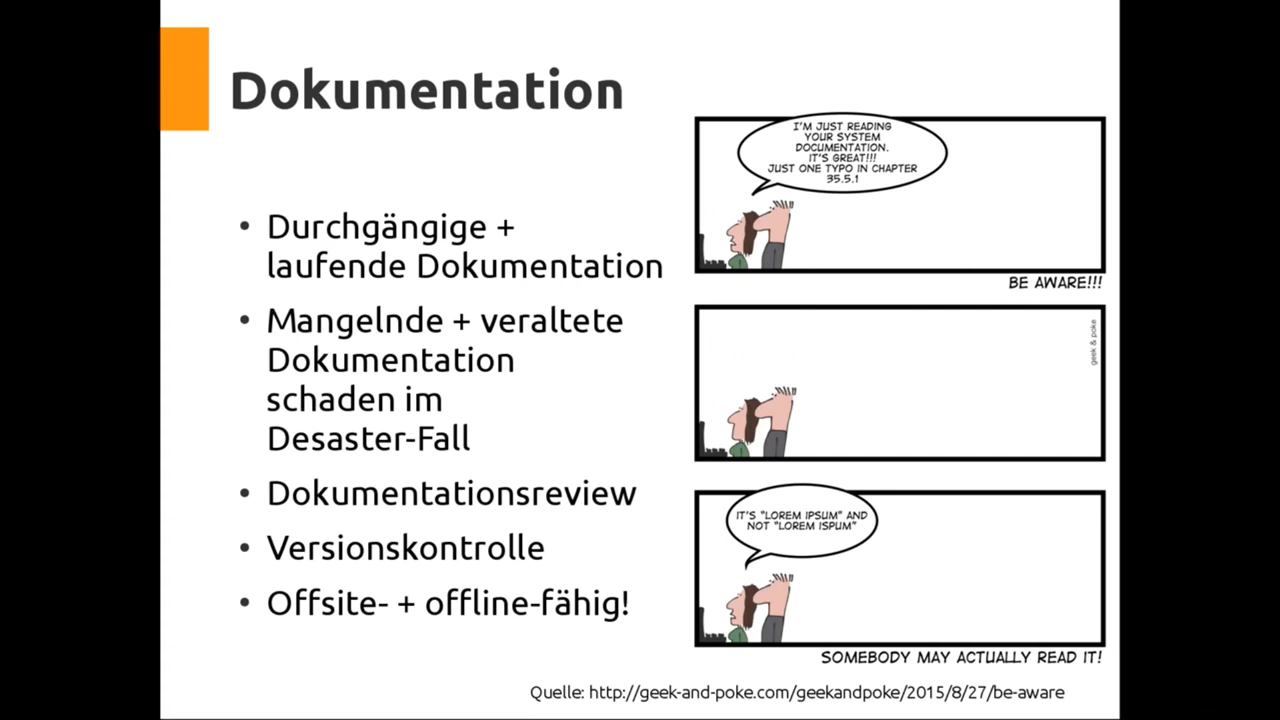 Dokumentation
• Durchgängige +
laufende Dokumentation
• Mangelnde + veraltete
Dokumentation
schaden im
Desaster-Fall
• Dokumentationsreview
• Versionskontrolle
• Offsite- + offline-fähig!
I'M JUST READING
YOUR SYSTEM
DOCUMENTATION.
IT'S GREAT!!!
JUST ONE TYPO IN CHAPTER
35.5.1
BE AWARE!!!
geek & poke
IT'S "LOREM IPSUM" AND
NOT "LOREM ISPUM"
SOMEBODY MAY ACTUALLY READ IT!
Quelle: http://geek-and-poke.com/geekandpoke/2015/8/27/be-aware